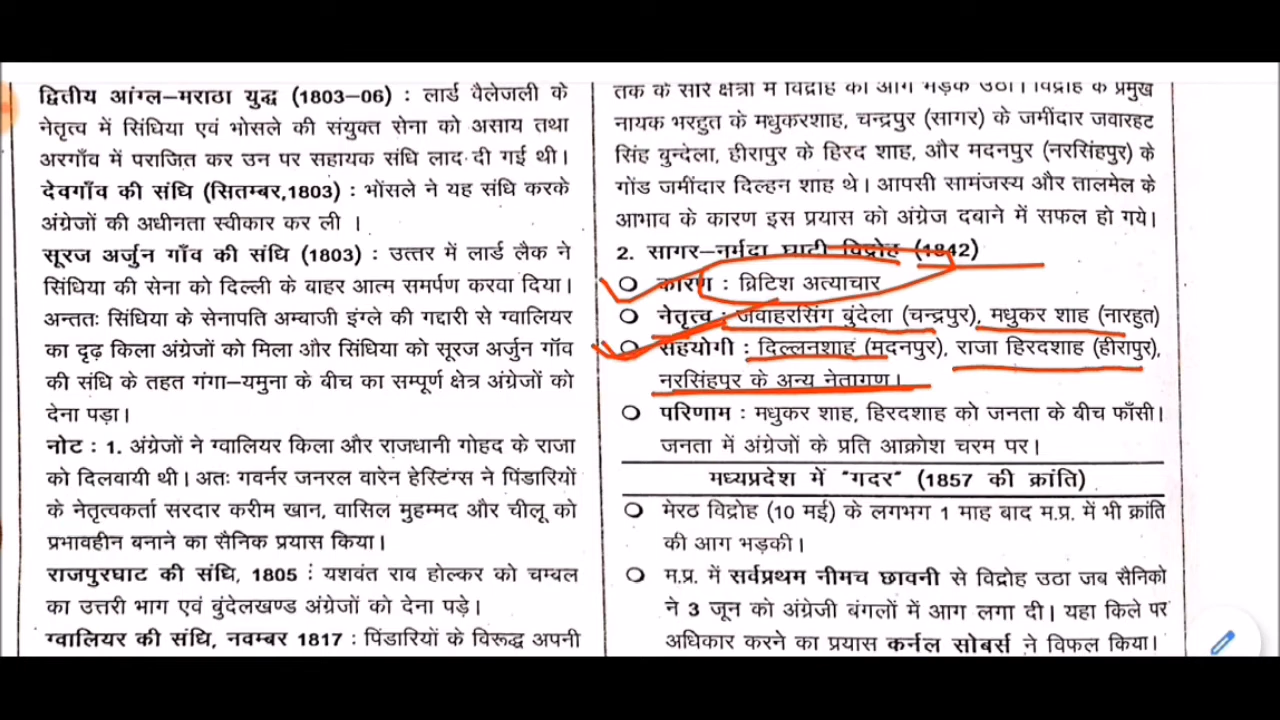 द्वितीय आंग्ल–मराठा युद्ध (1803–06) : लार्ड वैलेजली के
नेतृत्व में सिंधिया एवं भोसले की संयुक्त सेना को असाय तथा
अरगाँव में पराजित कर उन पर सहायक संधि लाद दी गई थी।
देवगाँव की संधि (सितम्बर,1803) : भोंसले ने यह संधि करके
अंग्रेजों की अधीनता स्वीकार कर ली ।
सूरज अर्जुन गाँव की संधि (1803) : उत्तर में लार्ड लैक ने
सिंधिया की सेना को दिल्ली के वाहर आत्म समर्पण करवा दिया।
अन्ततः सिंधिया के सेनापति अम्बाजी इंग्ले की गद्दारी से ग्वालियर
का दृढ़ किला अंग्रेजों को मिला और सिंधिया को सूरज अर्जुन गॉव
की संधि के तहत गंगा–यमुना के बीच का सम्पूर्ण क्षेत्र अंग्रेजों को
देना पड़ा।
नोट : 1. अंग्रेजों ने ग्वालियर किला और राजधानी गोहद के राजा
को दिलवायी थी। अतः गवर्नर जनरल वारेन हेस्टिंग्स ने पिंडारियों
के नेतृत्वकर्ता सरदार करीम खान, वासिल मुहम्मद और चीलू को
प्रभावहीन बनाने का सैनिक प्रयास किया।
राजपुरघाट की संधि, 1805 : यशवंत राव होल्कर को चम्बल
का उत्तरी भाग एवं बुंदेलखण्ड अंग्रेजों को देना पड़े।
ग्वालियर की संधि, नवम्बर 1817 : पिंडारियों के विरूद्ध अपनी
तक के सारे क्षेत्रों में विद्रोह की आग भड़क उठी। विद्रोह के प्रमुख
नायक भरहुत के मधुकरशाह, चन्द्रपुर (सागर) के जमींदार जवारहट
सिंह बुन्देला, हीरापुर के हिरद शाह, और मदनपुर (नरसिंहपुर) के
गोंड जमींदार दिल्हन शाह थे। आपसी सामंजस्य और तालमेल के
आभाव के कारण इस प्रयास को अंग्रेज दबाने में सफल हो गये।
2. सागर–नर्मदा घाटी विद्रोह (1842)
कारण : ब्रिटिश अत्याचार
नेतृत्व : जवाहरसिंग बुंदेला (चन्द्रपुर), मधुकर शाह (नारहुत)
सहयोगी : दिल्लनशाहं (मदनपुर), राजा हिरदशाह (हीरापुर),
नरसिंहपुर के अन्य नेतागण।
परिणाम : मधुकर शाह, हिरदशाह को जनता के बीच फाँसी।
जनता में अंग्रेजों के प्रति आक्रोश चरम पर।
मध्यप्रदेश में "गदर" (1857 की क्रांति)
मेरठ विद्रोह (10 मई) के लगभग 1 माह बाद म.प्र. में भी क्रांति
की आग भड़की।
म.प्र. में सर्वप्रथम नीमच छावनी से विद्रोह उठा जब सैनिको
ने 3 जून को अंग्रेजी बंगलों में आग लगा दी। यहा किले पर
अधिकार करने का प्रयास कर्नल सोबर्स ने विफल किया।